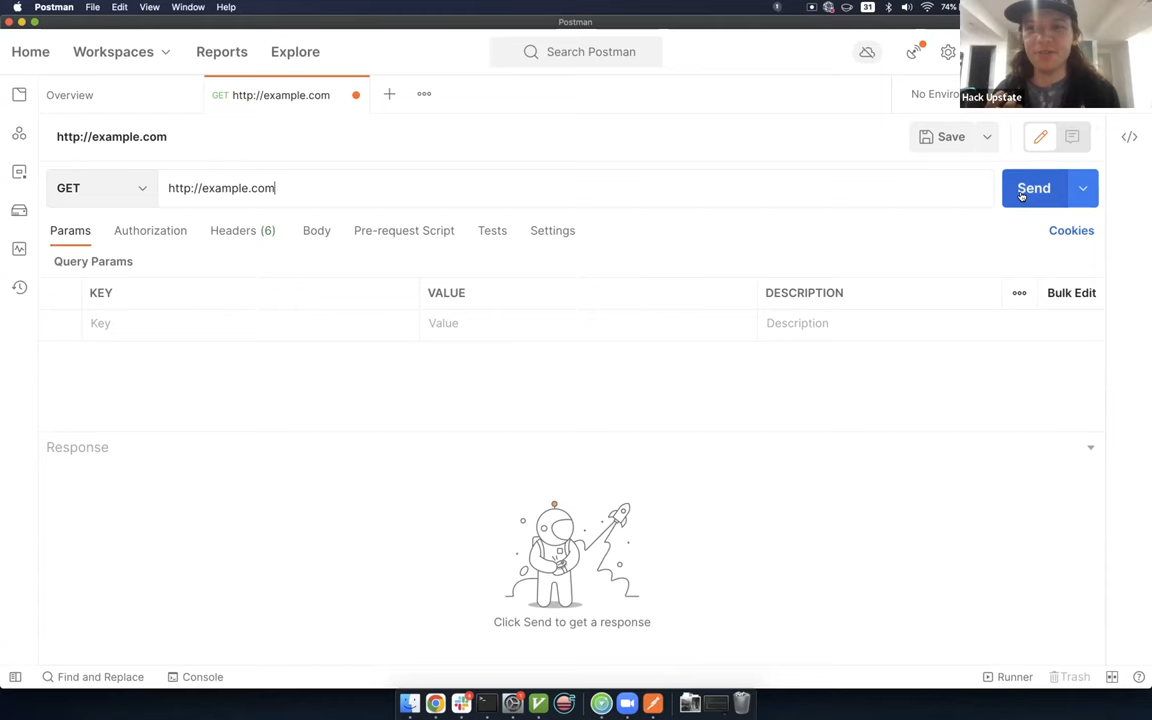 Postman File Edit View Window Help 31 74%
Postman
Home Workspaces Reports Explore Search Postman
Hack Upstate
Overview GET http://example.com No Enviro
http://example.com Save
GET http://example.com Send
Params Authorization Headers (6) Body Pre-request Script Tests Settings Cookies
Query Params
KEY VALUE DESCRIPTION Bulk Edit
Key Value Description
Response
Click Send to get a response
Find and Replace Console Runner Trash